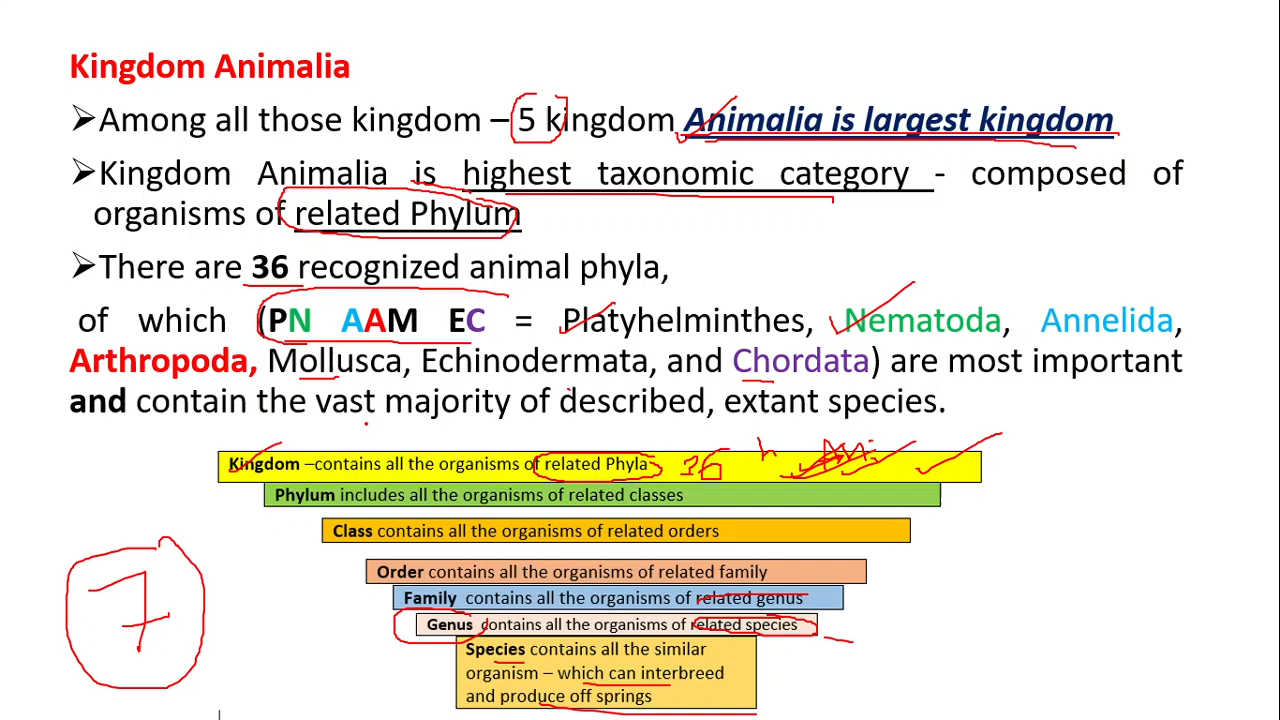 Kingdom Animalia
➢Among all those kingdom – 5 kingdom Animalia is largest kingdom
➢Kingdom Animalia is highest taxonomic category - composed of
organisms of related Phylum
➢There are 36 recognized animal phyla,
of which (PN AAM EC = Platyhelminthes, Nematoda, Annelida,
Arthropoda, Mollusca, Echinodermata, and Chordata) are most important
and contain the vast majority of described, extant species.
Kingdom –contains all the organisms of related Phyla 36
Phylum includes all the organisms of related classes
Class contains all the organisms of related orders
Order contains all the organisms of related family
Family contains all the organisms of related genus
Genus contains all the organisms of related species
Species contains all the similar
organism – which can interbreed
and produce off springs
7